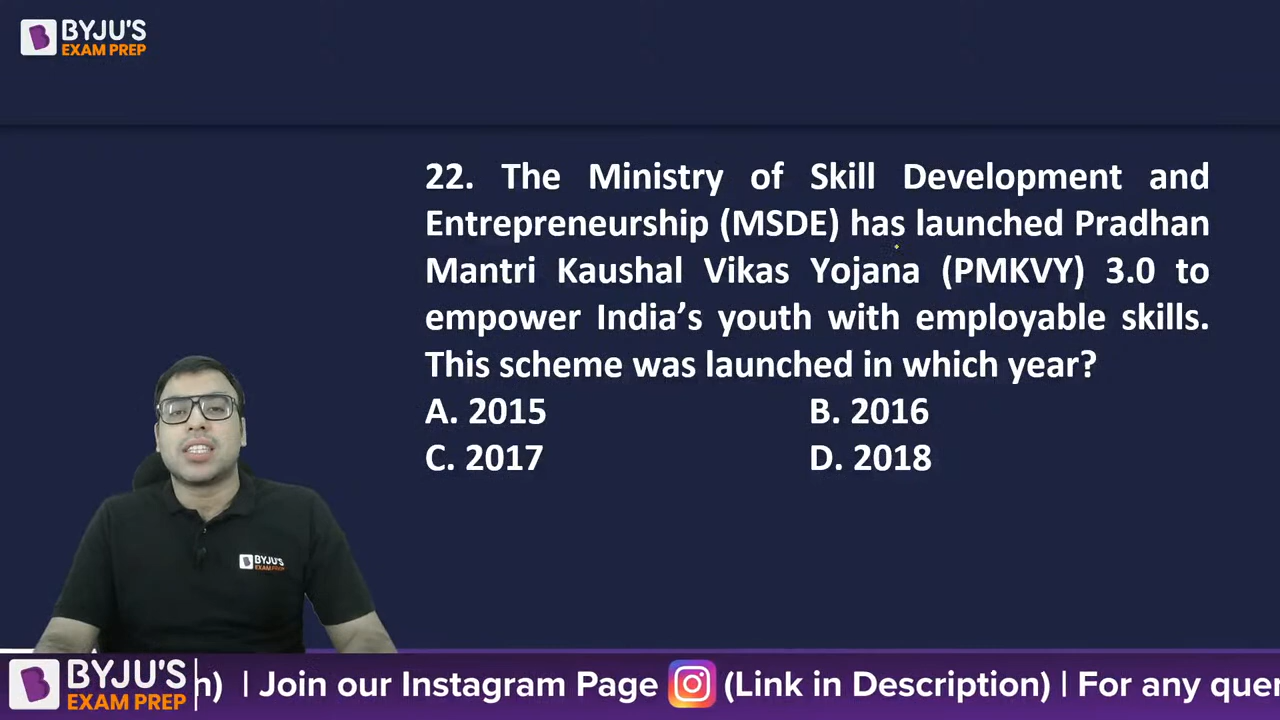 BYJU'S
EXAM PREP
22. The Ministry of Skill Development and
Entrepreneurship (MSDE) has launched Pradhan
Mantri Kaushal Vikas Yojana (PMKVY) 3.0 to
empower India’s youth with employable skills.
This scheme was launched in which year?
A. 2015 B. 2016
C. 2017 D. 2018
BYJU'S
EXAM PREP
BYJU'S
EXAM PREP
h) | Join our Instagram Page (Link in Description) | For any quer